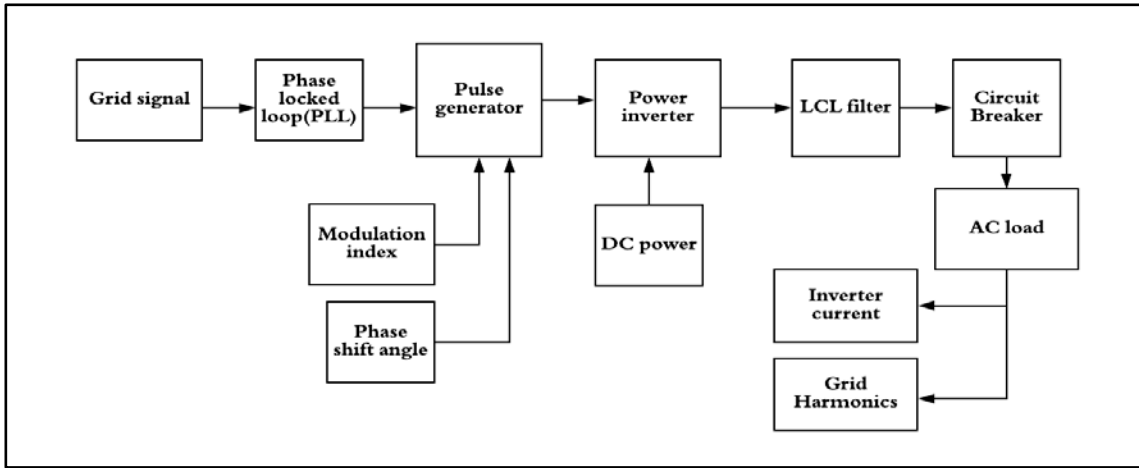 Grid signal
Phase
locked
loop(PLL)
Pulse
generator
Power
inverter
LCL filter
Circuit
Breaker
Modulation
index
DC power
AC load
Phase
shift angle
Inverter
current
Grid
Harmonics